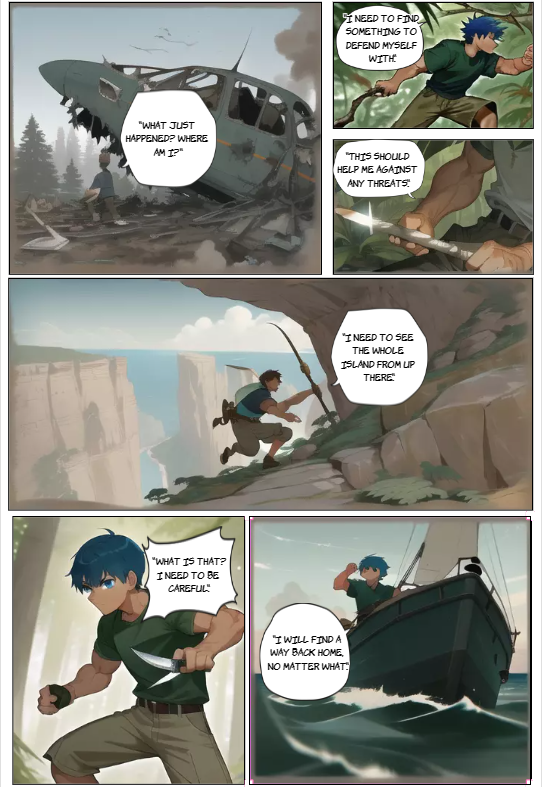 "WHAT JUST
HAPPENED? WHERE
AM I?"
"I NEED TO FIND
SOMETHING TO
DEFEND MYSELF
WITH."
"THIS SHOULD
HELP ME AGAINST
ANY THREATS."
"I NEED TO SEE
THE WHOLE
ISLAND FROM UP
THERE."
"WHAT IS THAT?
I NEED TO BE
CAREFUL."
"I WILL FIND A
WAY BACK HOME,
NO MATTER WHAT."